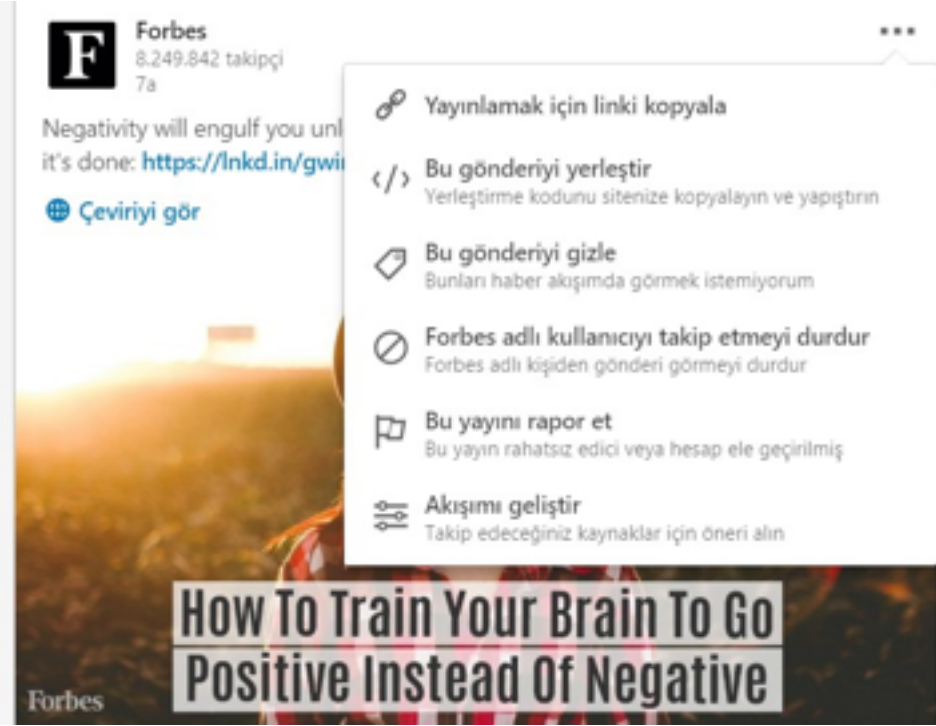 F
Forbes
8.249.842 takipçi
7a
Negativity will engulf you
it's done: https://lnkd.in/gwi
Çeviriyi gör
Yayınlamak için linki kopyala
Bu gönderiyi yerleştir
Yerleştirme kodunu sitenize kopyalayın ve yapıştırın
Bu gönderiyi gizle
Bunları haber akışımda görmek istemiyorum
Forbes adlı kullanıcıyı takip etmeyi durdur
Forbes adlı kişiden gönderi görmeyi durdur
Bu yayını rapor et
Bu yayın rahatsız edici veya hesap ele geçirilmiş
Akışımı geliştir
Takip edeceğiniz kaynaklar için öneri alın
How To Train Your Brain To Go
Positive Instead Of Negative
Forbes